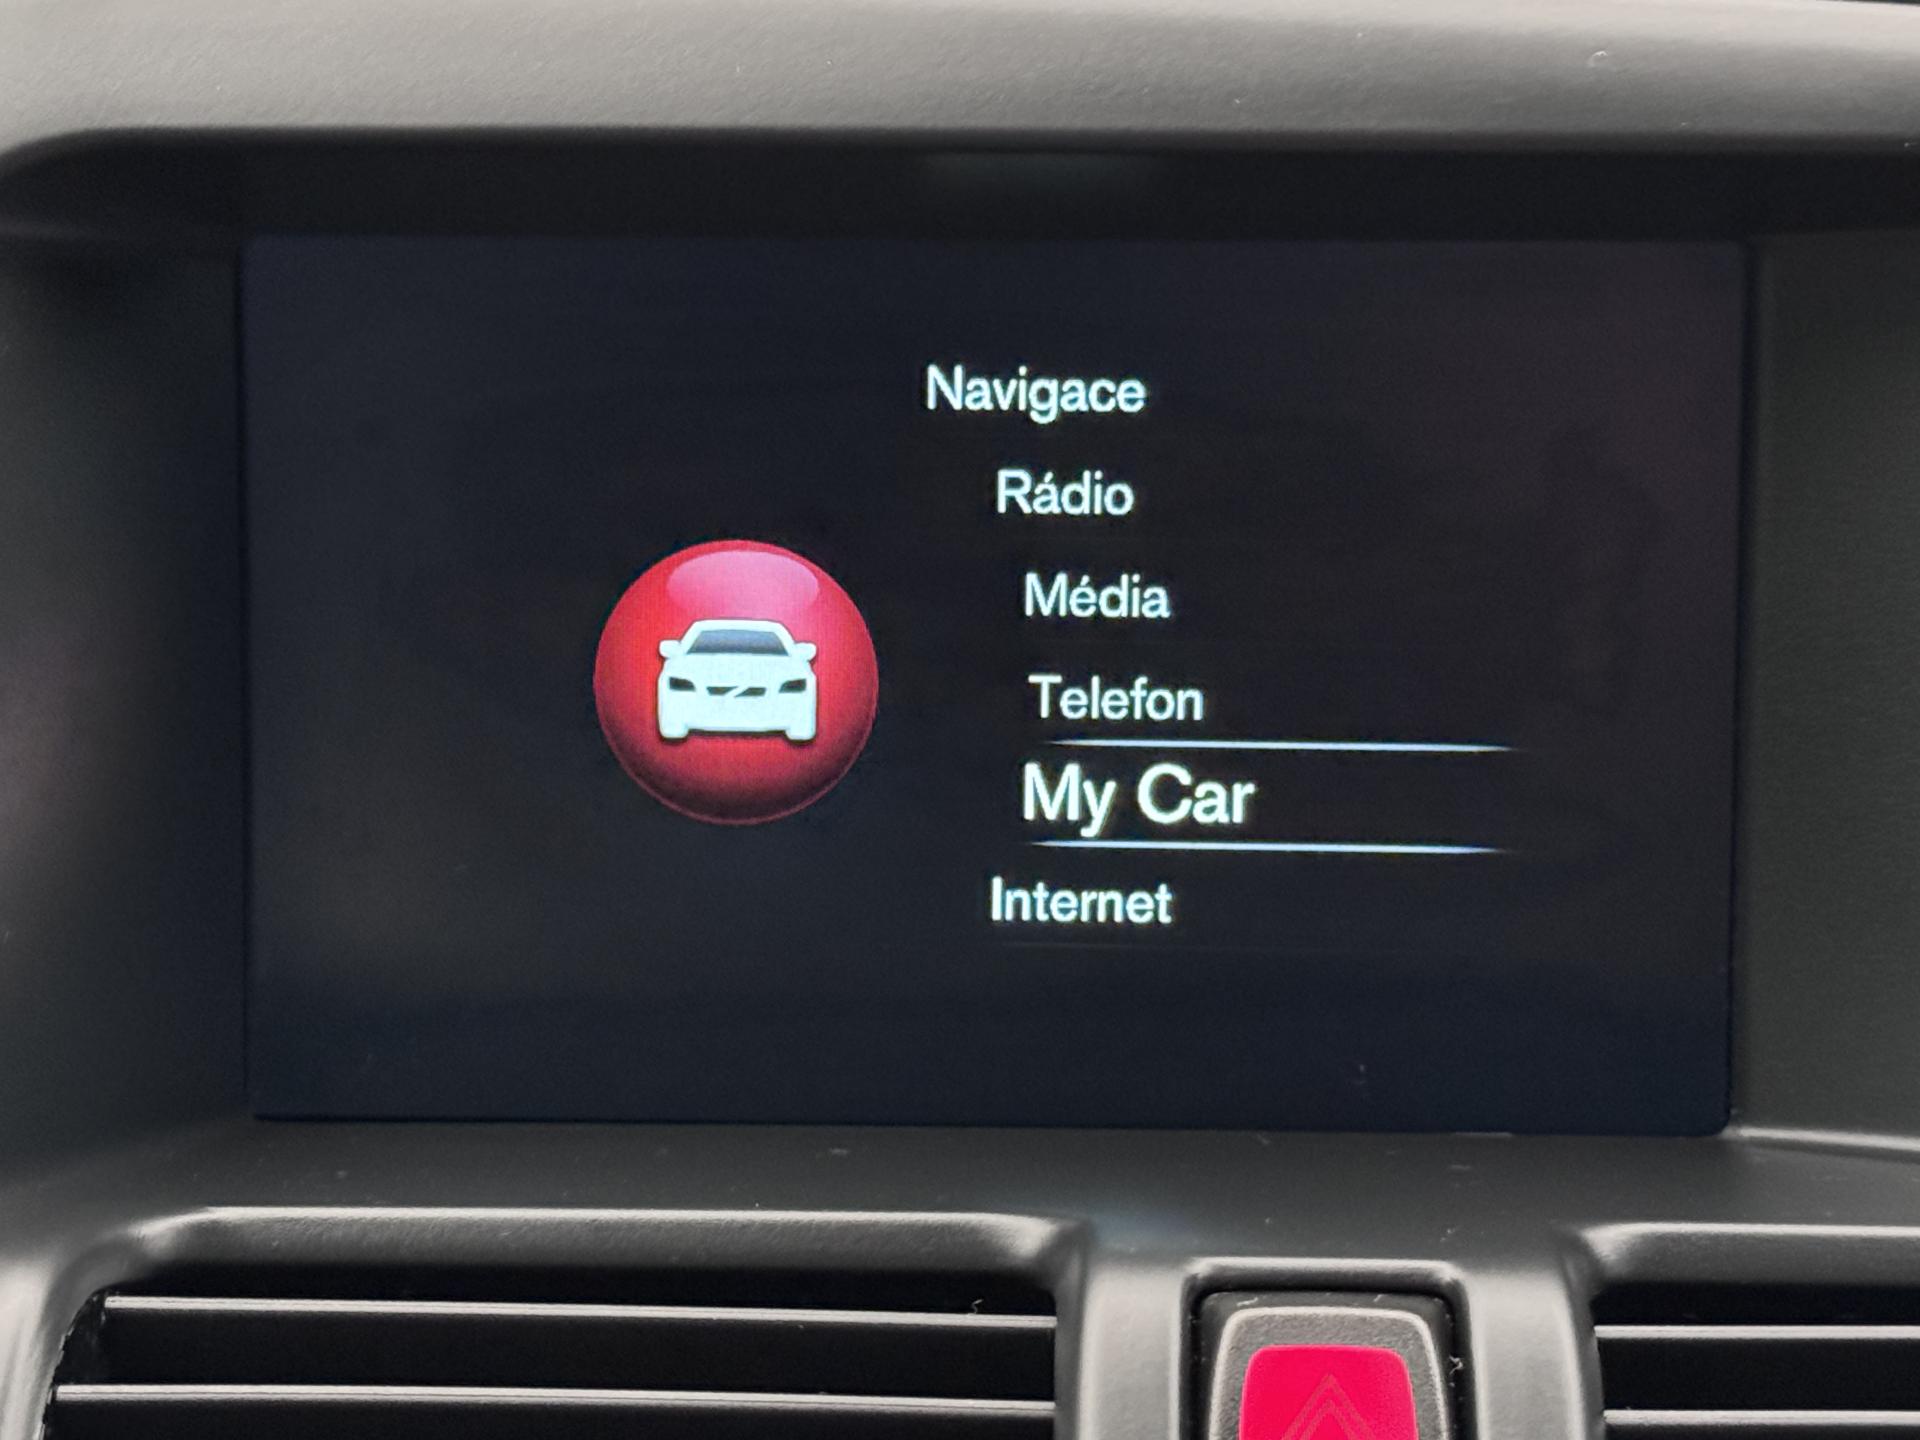 Navigace
Rádio
Média
Telefon
My Car
Internet